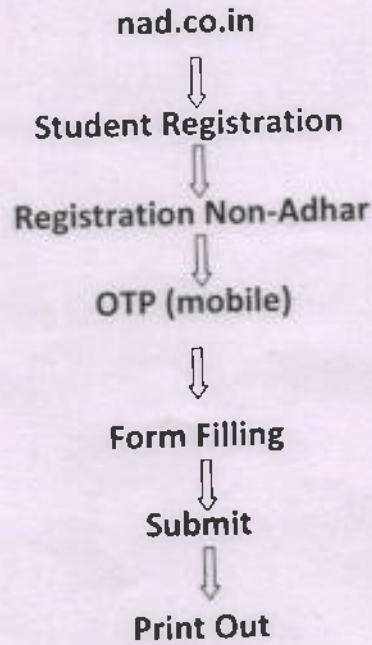 nad.co.in
Student Registration
Registration Non-Adhar
OTP (mobile)
Form Filling
Submit
Print Out